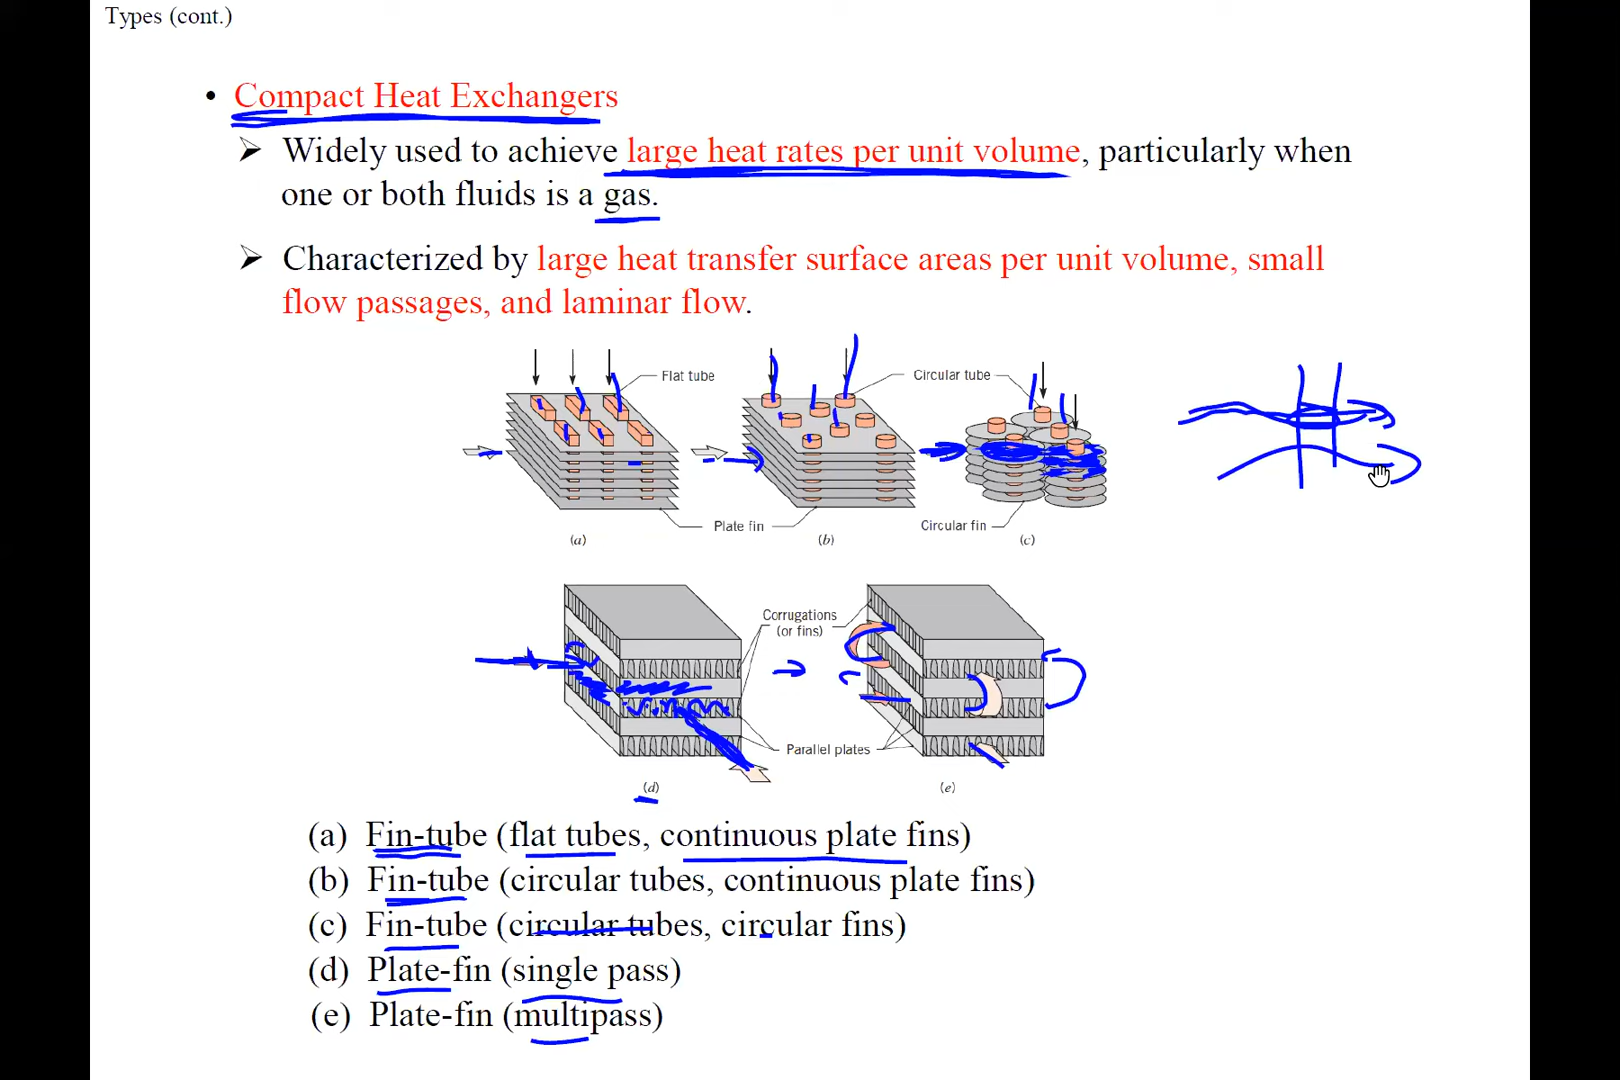 Types (cont.)
• Compact Heat Exchangers
➢ Widely used to achieve large heat rates per unit volume, particularly when
one or both fluids is a gas.
➢ Characterized by large heat transfer surface areas per unit volume, small
flow passages, and laminar flow.
Flat tube
Circular tube
Plate fin
Circular fin
(a)
(b)
(c)
Corrugations
(or fins)
Parallel plates
(d)
(e)
(a) Fin-tube (flat tubes, continuous plate fins)
(b) Fin-tube (circular tubes, continuous plate fins)
(c) Fin-tube (circular tubes, circular fins)
(d) Plate-fin (single pass)
(e) Plate-fin (multipass)